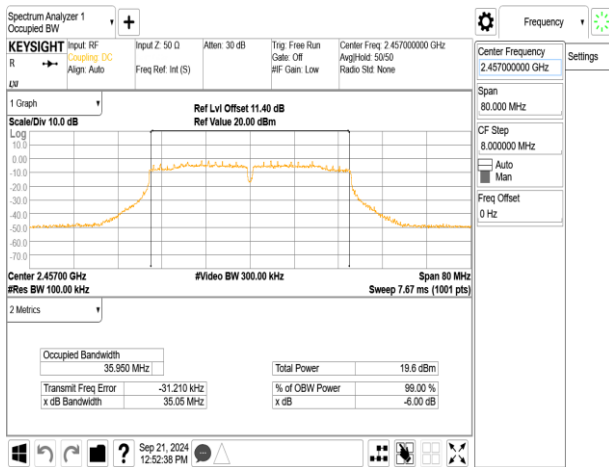 Spectrum Analyzer 1
Occupied BW
+
Frequency
KEYSIGHT
R
Input: RF
Coupling: DC
Align: Auto
Input Z: 50 Ω
Freq Ref: Int (S)
Atten: 30 dB
Trig: Free Run
Gate: Off
#IF Gain: Low
Center Freq: 2.457000000 GHz
Avg|Hold: 50/50
Radio Std: None
LXI
1 Graph
Scale/Div 10.0 dB
Ref Lvl Offset 11.40 dB
Ref Value 20.00 dBm
Log
10.0
0.00
-10.0
-20.0
-30.0
-40.0
-50.0
-60.0
-70.0
Center 2.45700 GHz
#Res BW 100.00 kHz
#Video BW 300.00 kHz
Span 80 MHz
Sweep 7.67 ms (1001 pts)
2 Metrics
Occupied Bandwidth
35.950 MHz
Transmit Freq Error -31.210 kHz
x dB Bandwidth 35.05 MHz
Total Power 19.6 dBm
% of OBW Power 99.00 %
x dB -6.00 dB
Center Frequency
2.457000000 GHz
Settings
Span
80.000 MHz
CF Step
8.000000 MHz
Auto
Man
Freq Offset
0 Hz
?
Sep 21, 2024
12:52:38 PM